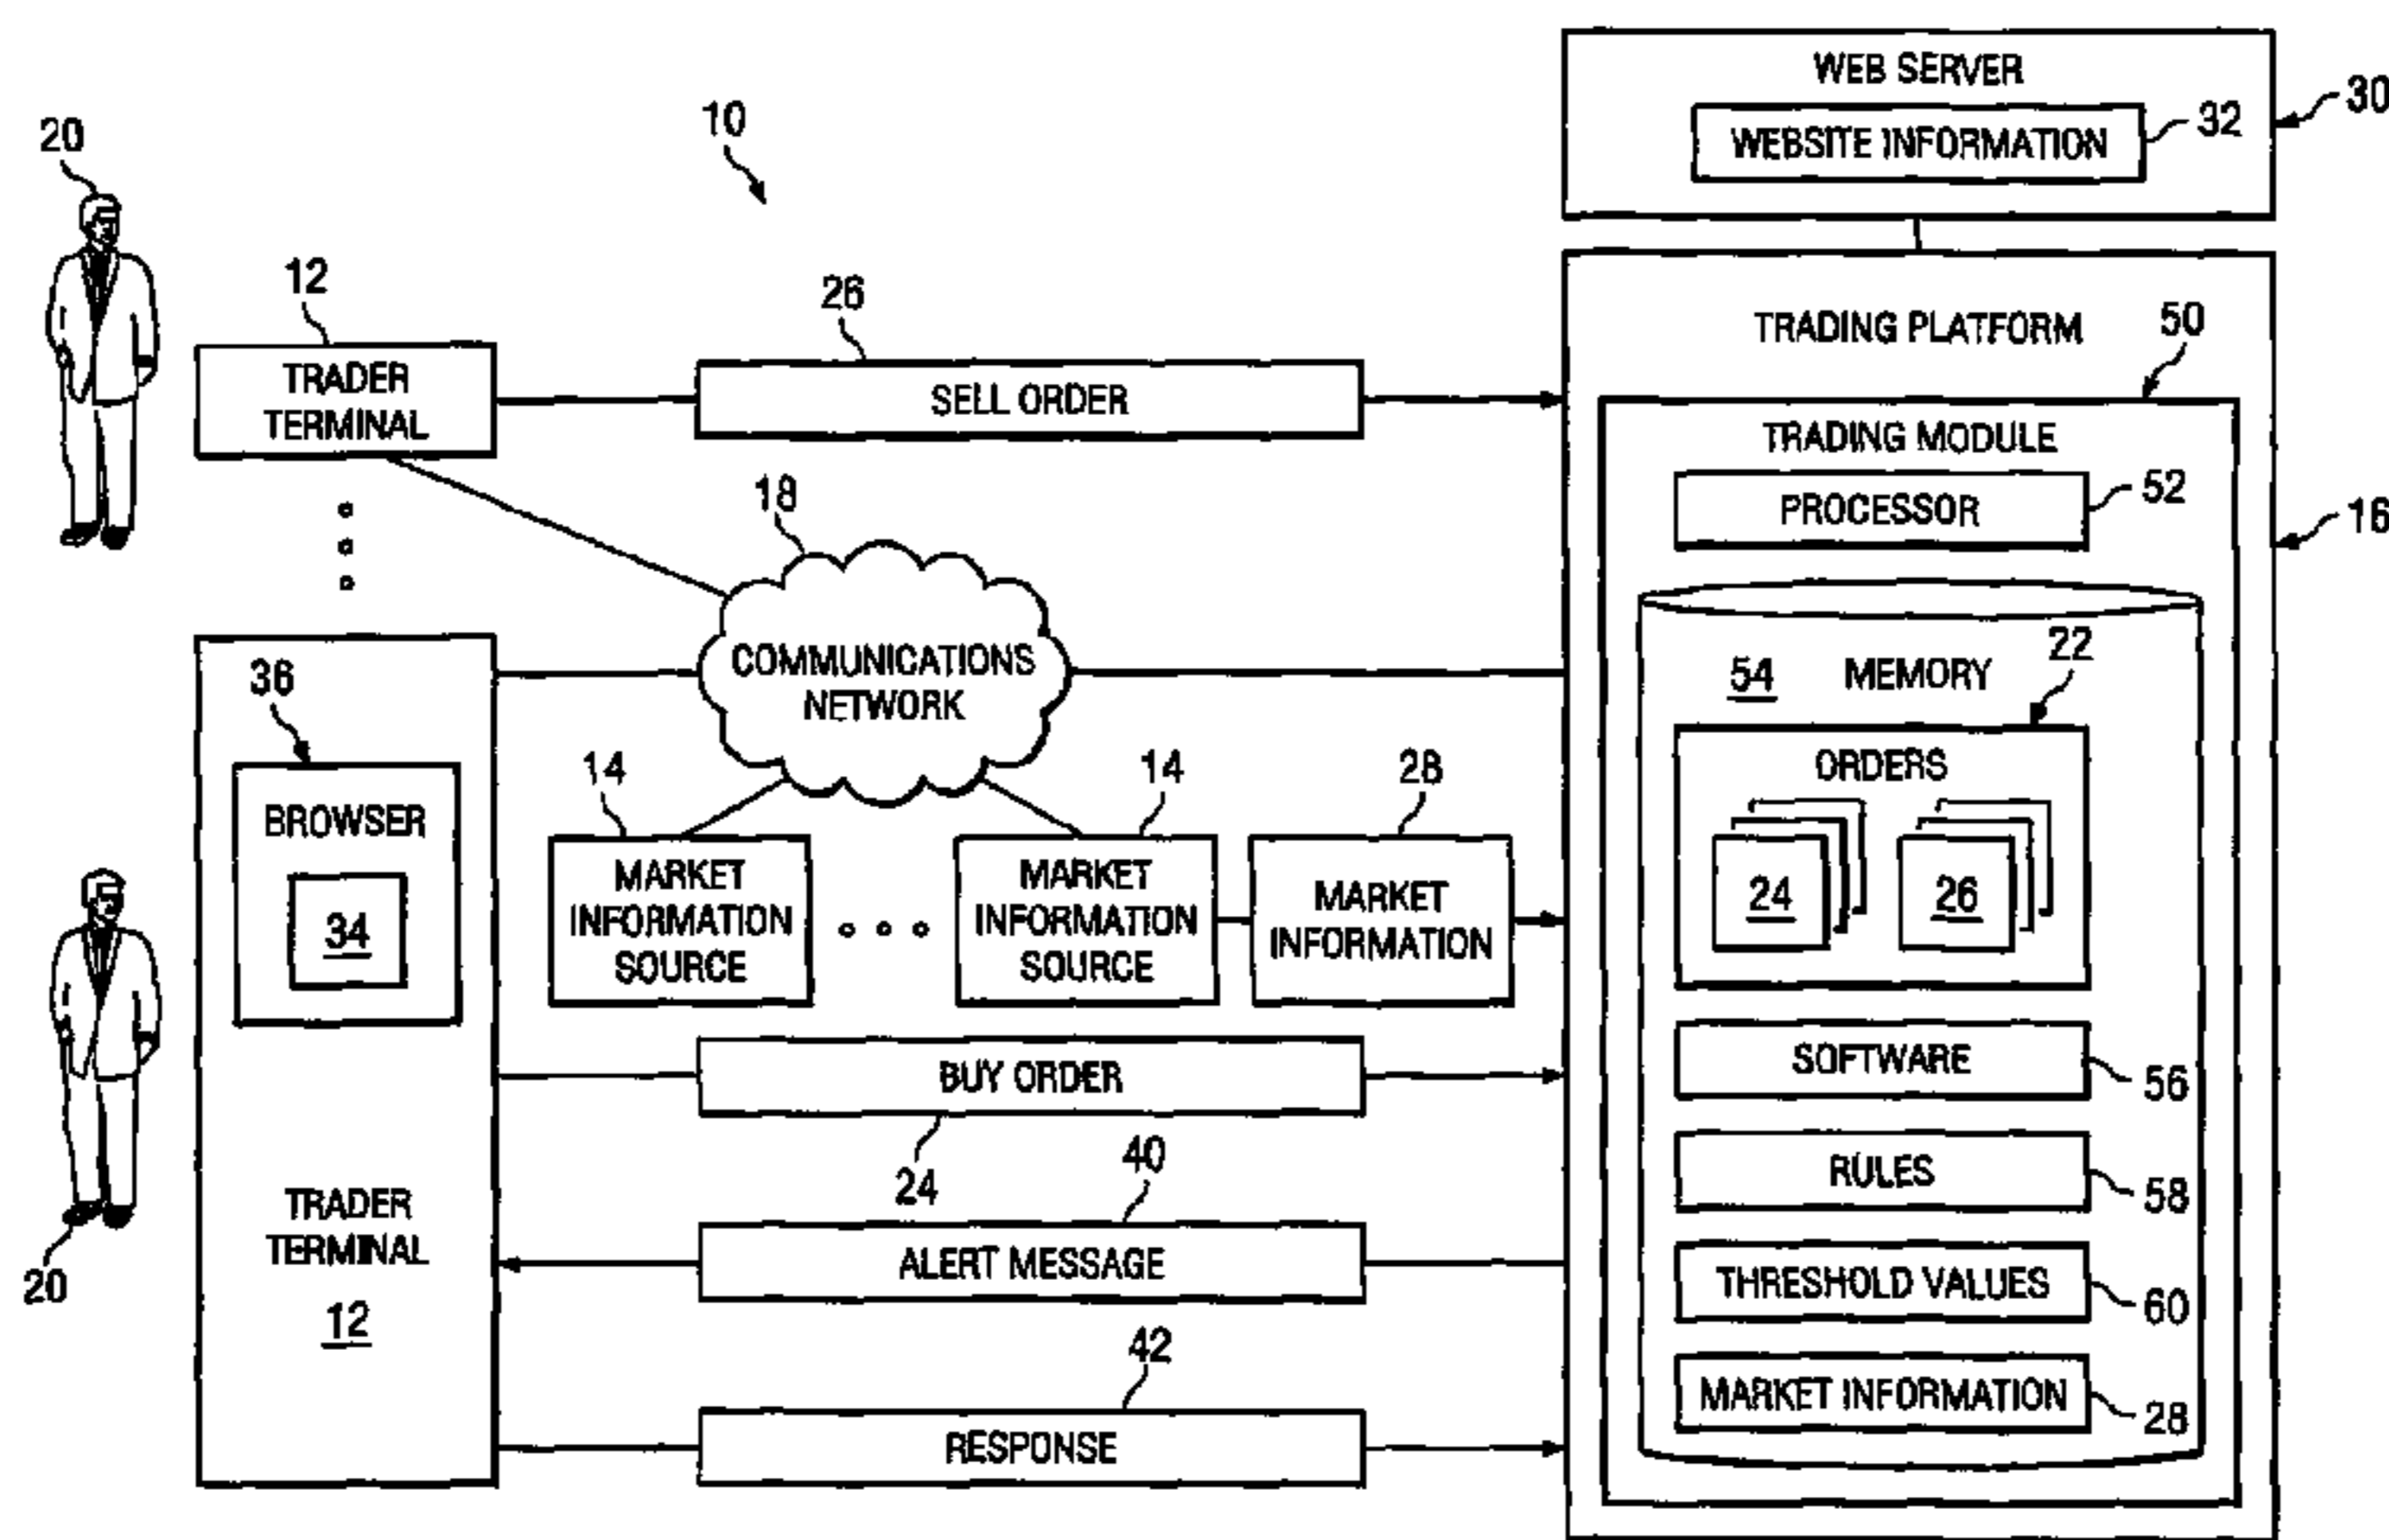 WEB SERVER
30
WEBSITE INFORMATION
32
10
20
12
26
TRADING PLATFORM
50
TRADER
TERMINAL
SELL ORDER
TRADING MODULE
PROCESSOR
52
16
18
COMMUNICATIONS
NETWORK
54
MEMORY
22
36
14
14
28
ORDERS
BROWSER
34
MARKET
INFORMATION
SOURCE
MARKET
INFORMATION
SOURCE
MARKET
INFORMATION
24
26
SOFTWARE
56
BUY ORDER
24
RULES
58
40
TRADER
TERMINAL
12
20
ALERT MESSAGE
THRESHOLD VALUES
60
42
MARKET INFORMATION
28
RESPONSE